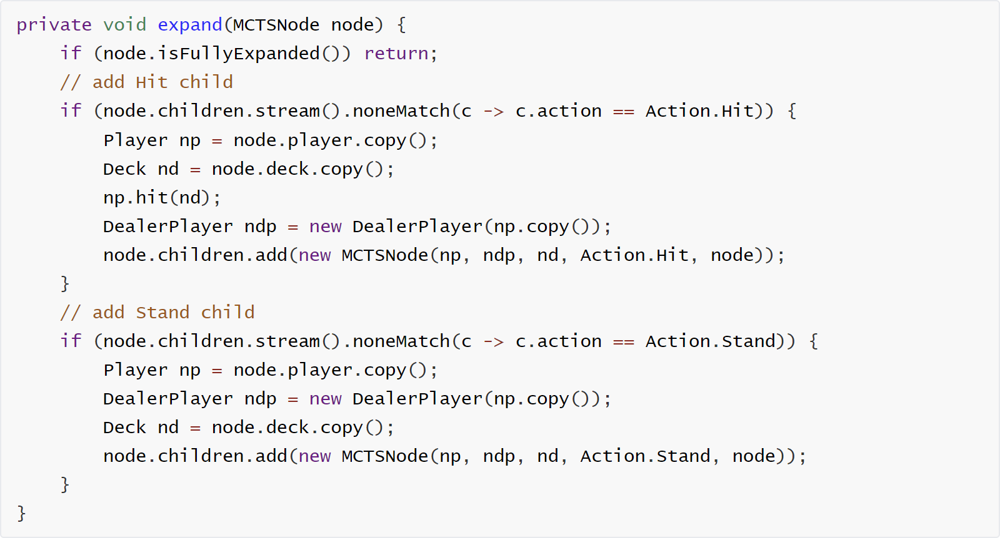 private void expand(MCTSNode node) {
    if (node.isFullyExpanded()) return;
    // add Hit child
    if (node.children.stream().noneMatch(c -> c.action == Action.Hit)) {
        Player np = node.player.copy();
        Deck nd = node.deck.copy();
        np.hit(nd);
        DealerPlayer ndp = new DealerPlayer(np.copy());
        node.children.add(new MCTSNode(np, ndp, nd, Action.Hit, node));
    }
    // add Stand child
    if (node.children.stream().noneMatch(c -> c.action == Action.Stand)) {
        Player np = node.player.copy();
        DealerPlayer ndp = new DealerPlayer(np.copy());
        Deck nd = node.deck.copy();
        node.children.add(new MCTSNode(np, ndp, nd, Action.Stand, node));
    }
}